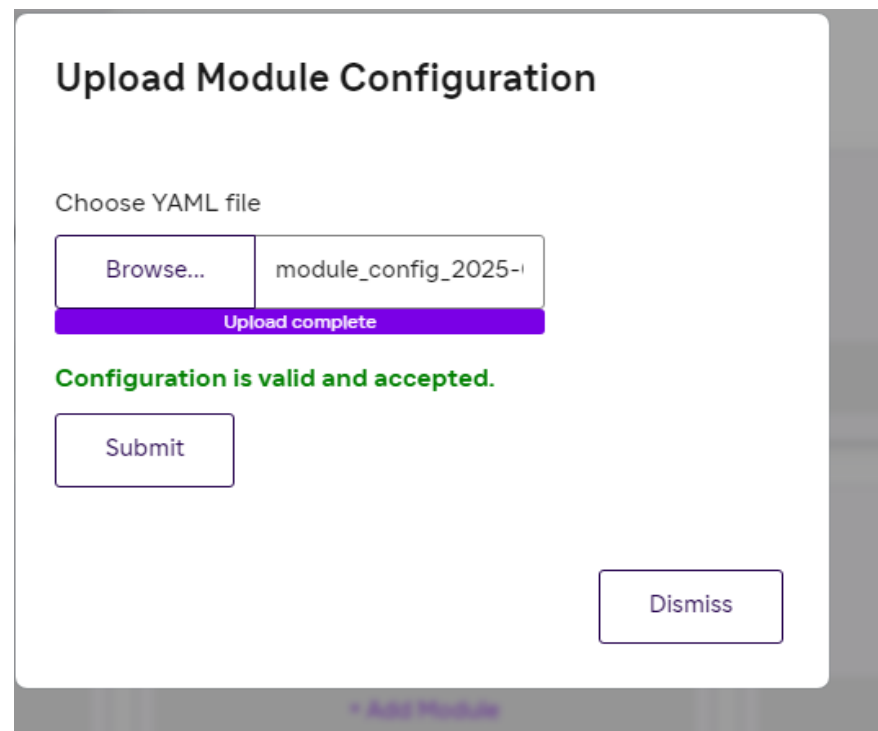 Upload Module Configuration
Choose YAML file
Browse...
module_config_2025-
Upload complete
Configuration is valid and accepted.
Submit
Dismiss
+ Add Module